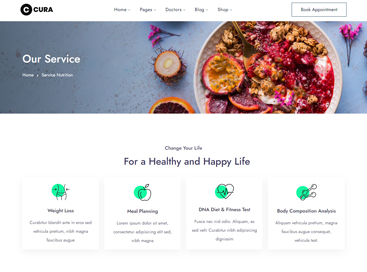 CURA
Home Pages Doctors Blog Shop
Book Appointment
Our Service
Home Service Nutrition
Change Your Life
For a Healthy and Happy Life
Weight Loss
Curabitur blandit ante in eros sed
vehicula pretium, nibh magna
faucibus augue
Meal Planning
Lorem ipsum dolor sit amet,
consectetur adipiscing elit sed,
nibh magna
DNA Diet & Fitness Test
Fusce nec nisl odio. Aliquam, ex
sed velit. Curabitur nibh adipiscing
dignissim
Body Composition Analysis
Aliquam vehicula pretium, magna
faucibus augue consequat,
vehicula test